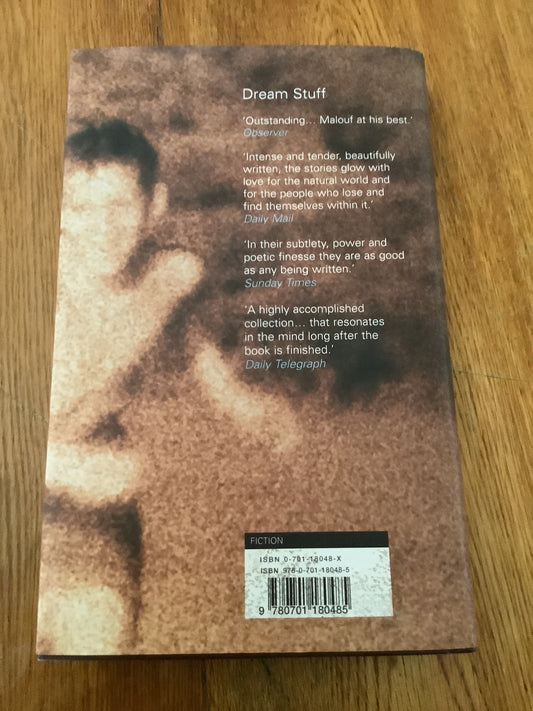 Dream Stuff
'Outstanding... Malouf at his best.'
Observer
'Intense and tender, beautifully
written, the stories glow with
love for the natural world and
for the people who lose and
find themselves within it.'
Daily Mail
'In their subtlety, power and
poetic finesse they are as good
as any being written.'
Sunday Times
'A highly accomplished
collection... that resonates
in the mind long after the
book is finished.'
Daily Telegraph
FICTION
ISBN 0-701-18048-X
ISBN 978-0-701-18048-5
9 780701 180485